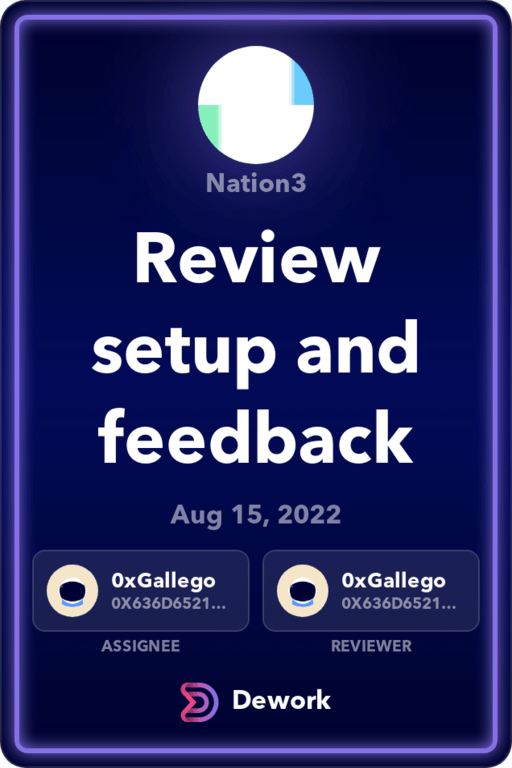 Nation3
Review
setup and
feedback
Aug 15, 2022
0xGallego
0X636D6521...
ASSIGNEE
0xGallego
0X636D6521...
REVIEWER
Dework